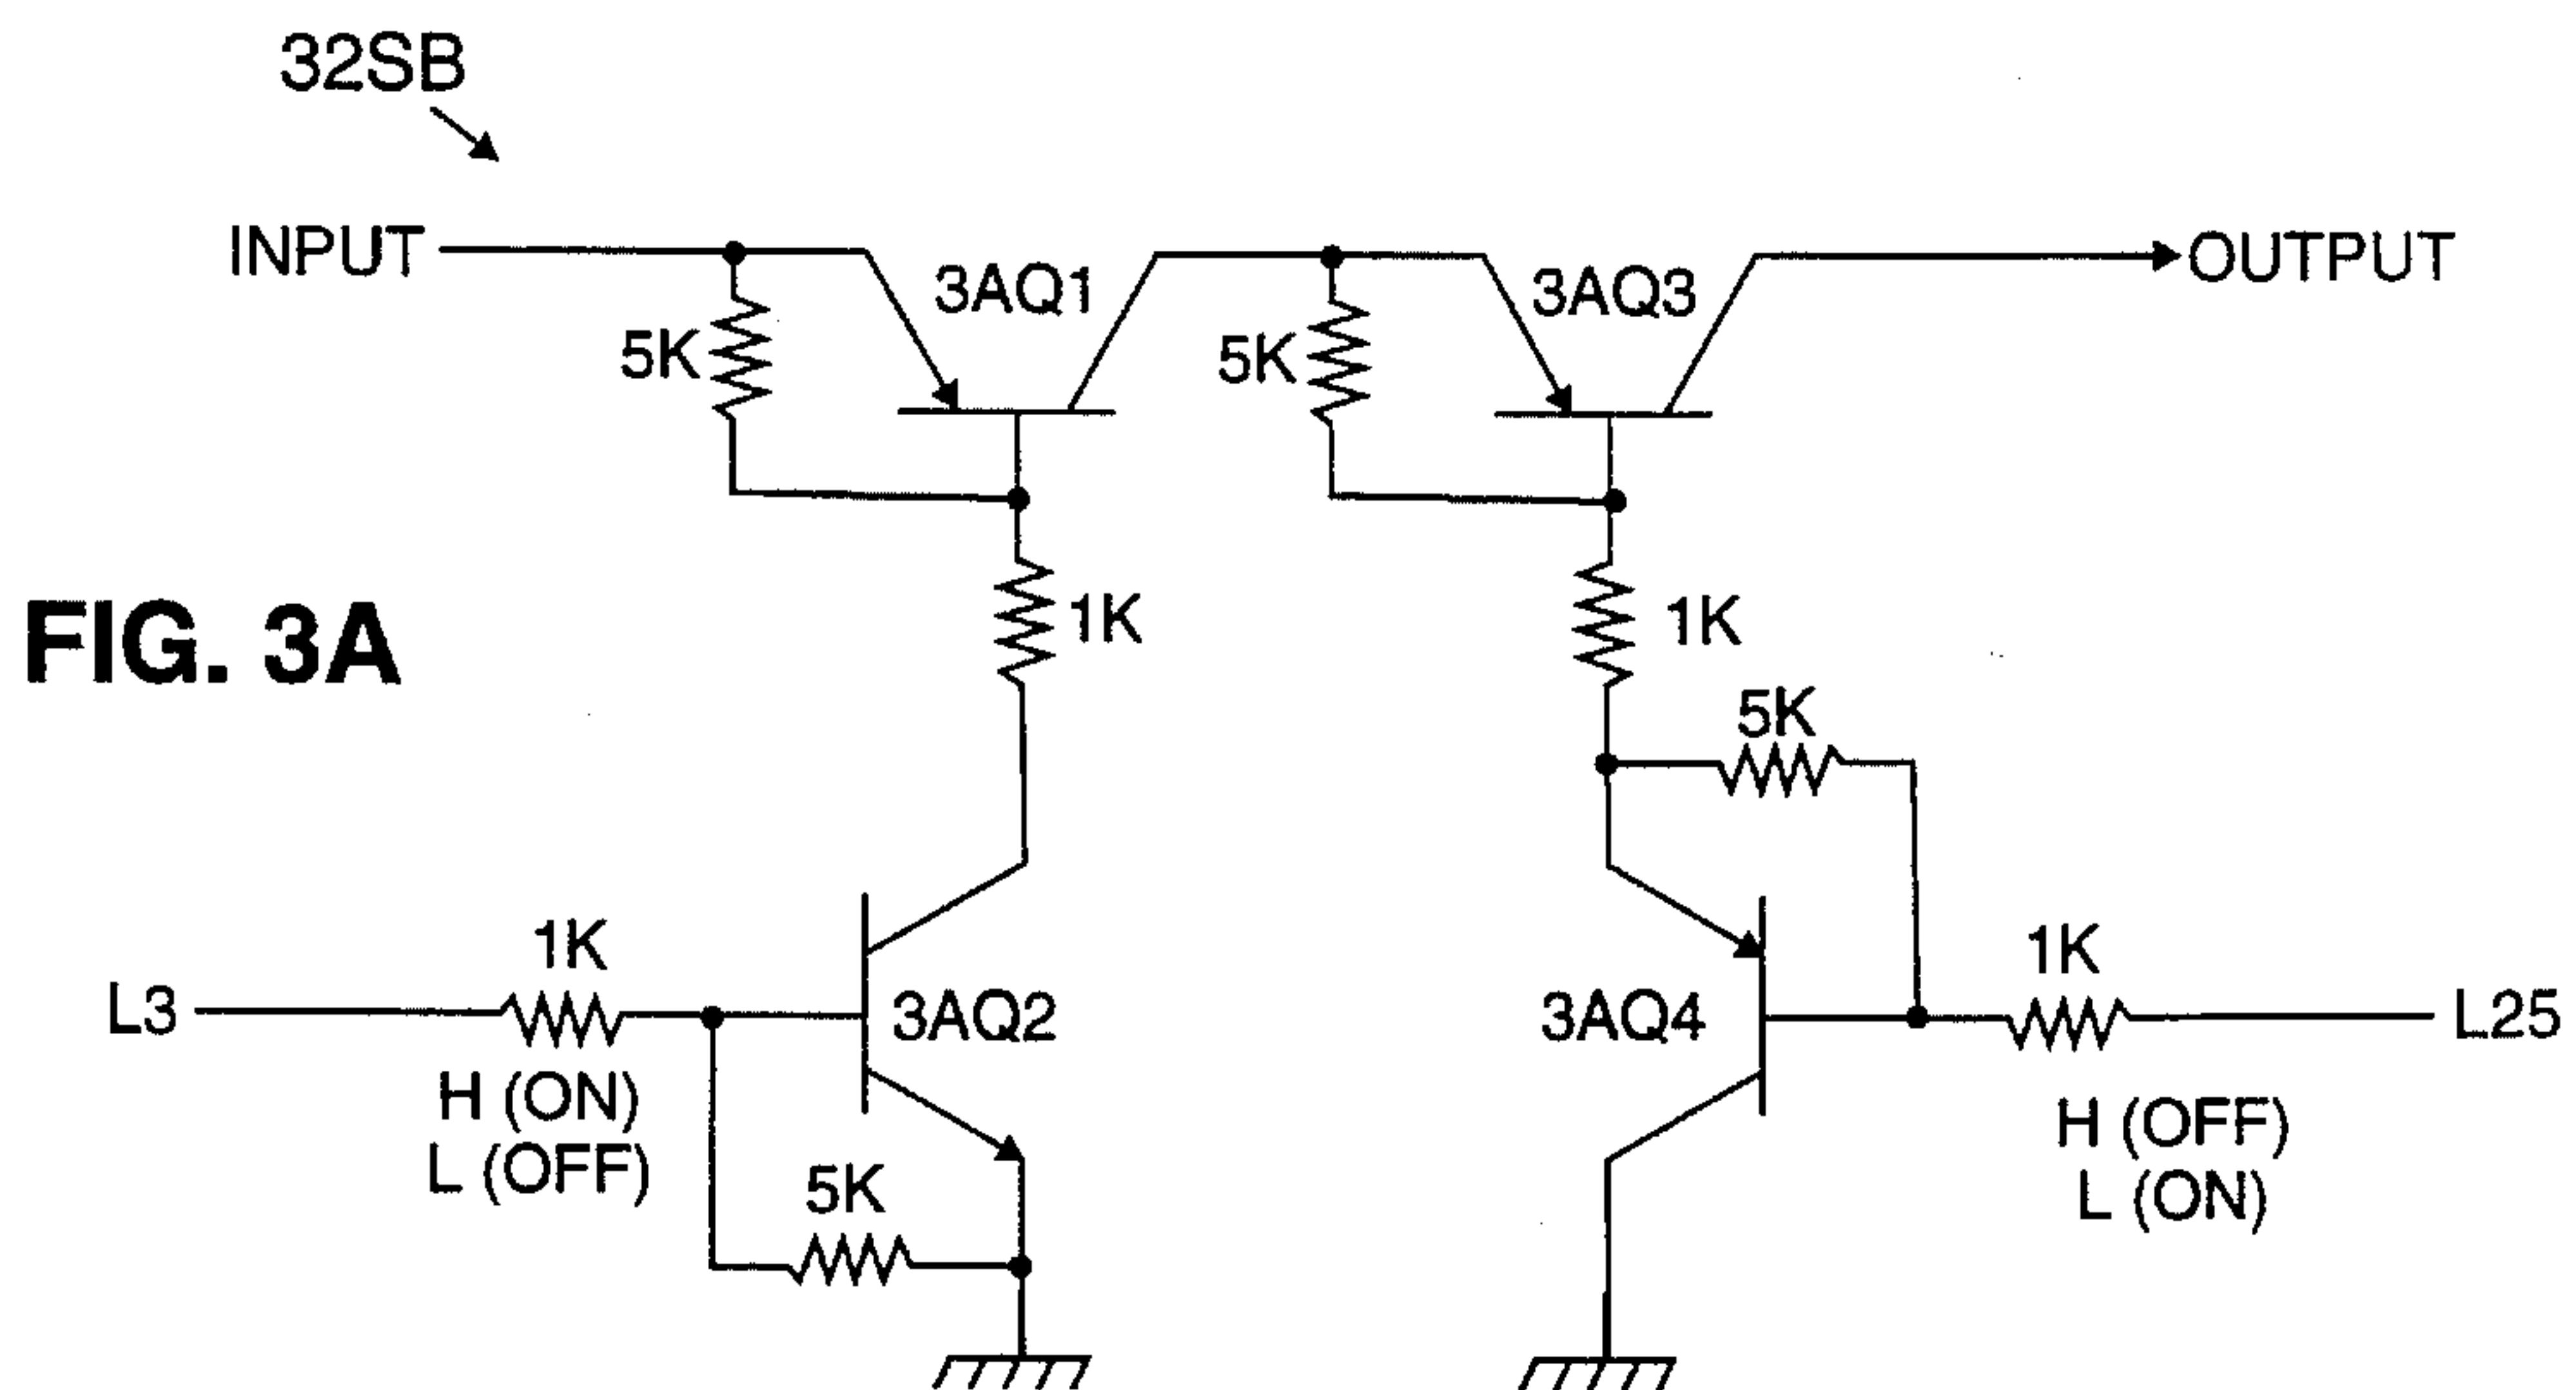 32SB
INPUT
3AQ1
3AQ3
OUTPUT
5K
5K
FIG. 3A
1K
1K
5K
1K
1K
L3
3AQ2
3AQ4
L25
H (ON)
L (OFF)
H (OFF)
L (ON)
5K